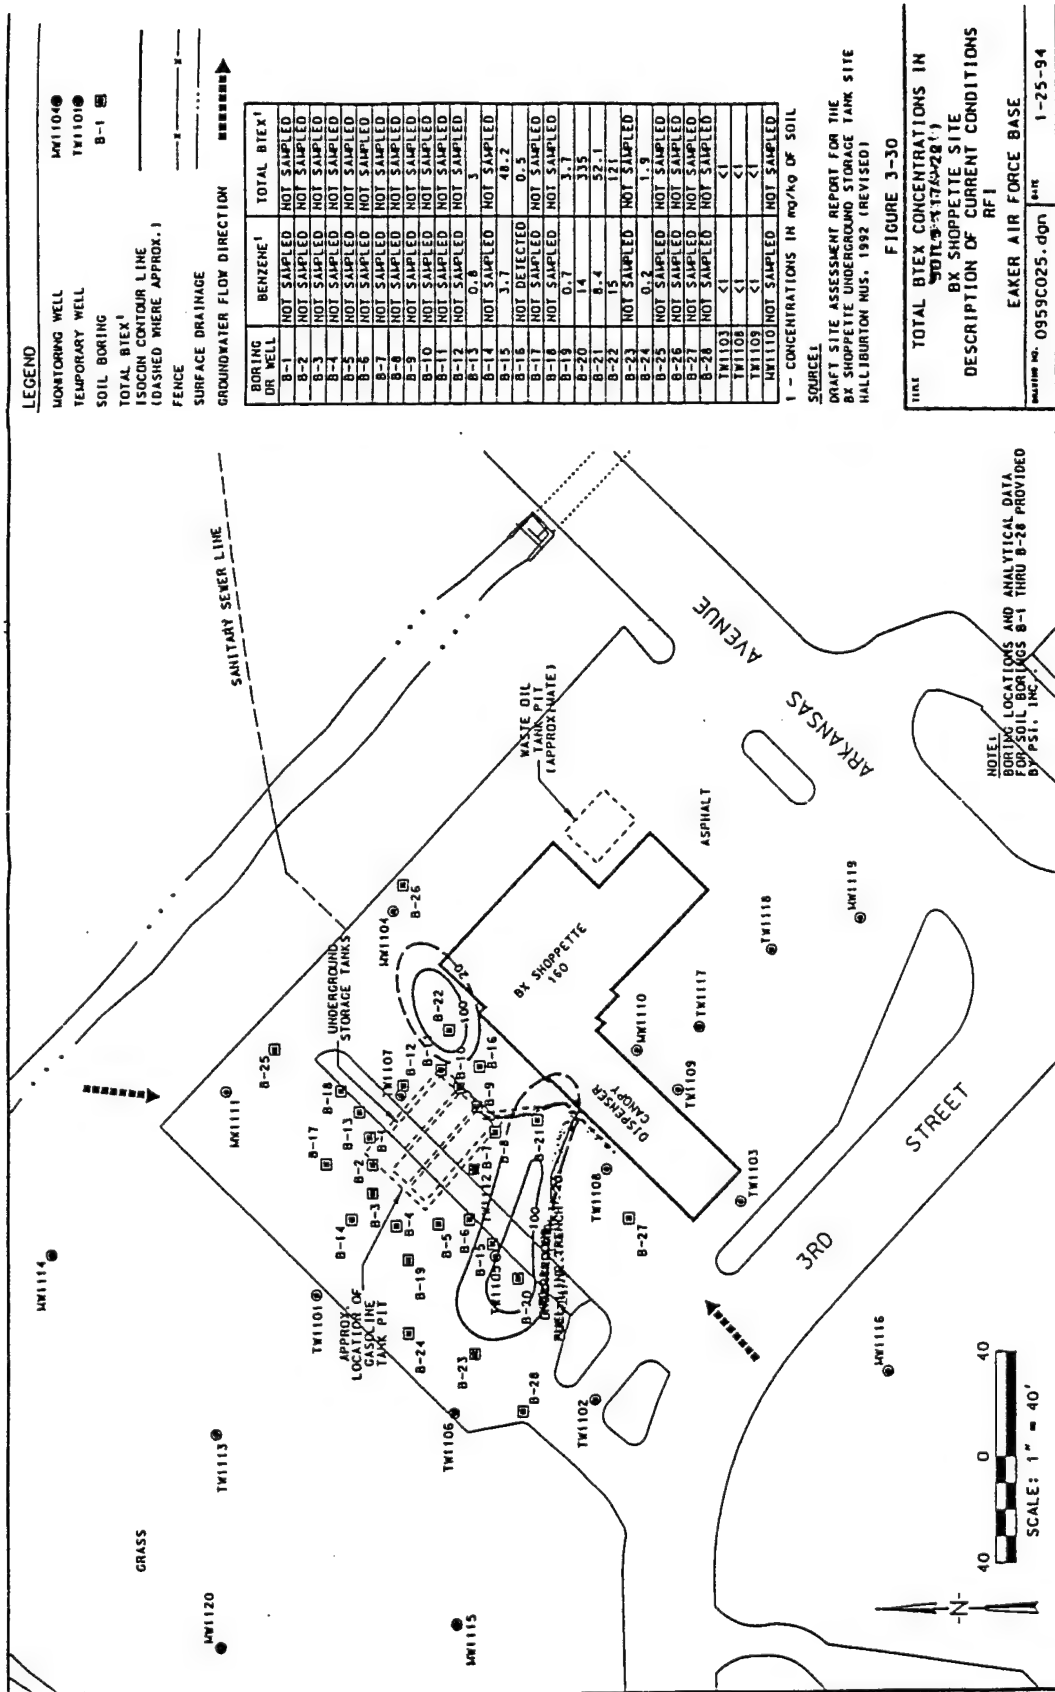 LEGEND
MONITORING WELL MW1104
TEMPORARY WELL TW1101
SOIL BORING B-1
TOTAL BTEX¹
ISOCON CONTOUR LINE
(DASHED WHERE APPROX.)
FENCE
SURFACE DRAINAGE
GROUNDWATER FLOW DIRECTION
BORING OR WELL BENZENE¹ TOTAL BTEX¹
B-1 NOT SAMPLED NOT SAMPLED
B-2 NOT SAMPLED NOT SAMPLED
B-3 NOT SAMPLED NOT SAMPLED
B-4 NOT SAMPLED NOT SAMPLED
B-5 NOT SAMPLED NOT SAMPLED
B-6 NOT SAMPLED NOT SAMPLED
B-7 NOT SAMPLED NOT SAMPLED
B-8 NOT SAMPLED NOT SAMPLED
B-9 NOT SAMPLED NOT SAMPLED
B-10 NOT SAMPLED NOT SAMPLED
B-11 NOT SAMPLED NOT SAMPLED
B-12 NOT SAMPLED NOT SAMPLED
B-13 0.8 3
B-14 NOT SAMPLED NOT SAMPLED
B-15 3.7 48.2
B-16 NOT DETECTED 0.5
B-17 NOT SAMPLED NOT SAMPLED
B-18 NOT SAMPLED NOT SAMPLED
B-19 0.7 3.7
B-20 14 335
B-21 8.4 52.1
B-22 15 121
B-23 NOT SAMPLED NOT SAMPLED
B-24 0.2 1.9
B-25 NOT SAMPLED NOT SAMPLED
B-26 NOT SAMPLED NOT SAMPLED
B-27 NOT SAMPLED NOT SAMPLED
B-28 NOT SAMPLED NOT SAMPLED
TW1103 <1 <1
TW1108 <1 <1
TW1109 <1 <1
MW1110 NOT SAMPLED NOT SAMPLED
1 - CONCENTRATIONS IN mg/kg OF SOIL
SOURCE:
DRAFT SITE ASSESSMENT REPORT FOR THE
BX SHOPPETTE UNDERGROUND STORAGE TANK SITE
HALLIBURTON NUS, 1992 (REVISED)
FIGURE 3-30
TITLE TOTAL BTEX CONCENTRATIONS IN
BX SHOPPETTE SITE
DESCRIPTION OF CURRENT CONDITIONS
RFI
EAKER AIR FORCE BASE
DRAWING NO. 0959C025.dgn DATE 1-25-94
SANITARY SEWER LINE
UNDERGROUND
STORAGE TANKS
WASTE OIL
TANK PIT
(APPROXIMATE)
AVENUE
ARKANSAS
ASPHALT
NOTE:
BORING LOCATIONS AND ANALYTICAL DATA
FOR SOIL BORINGS B-1 THRU B-28 PROVIDED
BY PSI, INC.
BX SHOPPETTE
160
DISPENSER
CANOPY
3RD
STREET
MW1104
B-26
B-22
100
20
B-25
MW1111
B-18
TW1107
B-12
B-10
B-16
B-9
B-17
B-13
B-1
B-2
B-3
B-14
B-4
B-5
B-6
B-7
B-8
B-21
TW1112
B-15
TW1105
B-20
100
20
B-19
B-24
B-23
B-28
B-27
TW1108
TW1103
TW1109
MW1110
TW1117
TW1118
MW1119
MW1116
TW1102
TW1106
TW1101
APPROX.
LOCATION OF
GASOLINE
TANK PIT
MW1114
TW1113
GRASS
MW1120
MW1115
-N-
40 0 40
SCALE: 1" = 40'